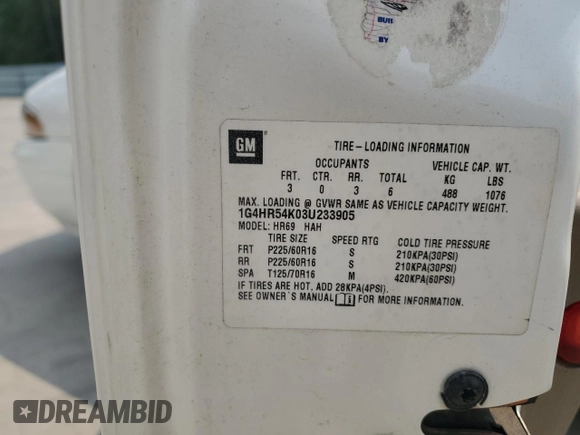 BUI
BY
GM
TIRE-LOADING INFORMATION
OCCUPANTS VEHICLE CAP. WT.
FRT. CTR. RR. TOTAL KG LBS
3 0 3 6 488 1076
MAX. LOADING @ GVWR SAME AS VEHICLE CAPACITY WEIGHT.
1G4HR54K03U233905
MODEL: HR69 HAH
TIRE SIZE SPEED RTG COLD TIRE PRESSURE
FRT P225/60R16 S 210KPA(30PSI)
RR P225/60R16 S 210KPA(30PSI)
SPA T125/70R16 M 420KPA(60PSI)
IF TIRES ARE HOT, ADD 28KPA(4PSI).
SEE OWNER'S MANUAL FOR MORE INFORMATION.
DREAMBID